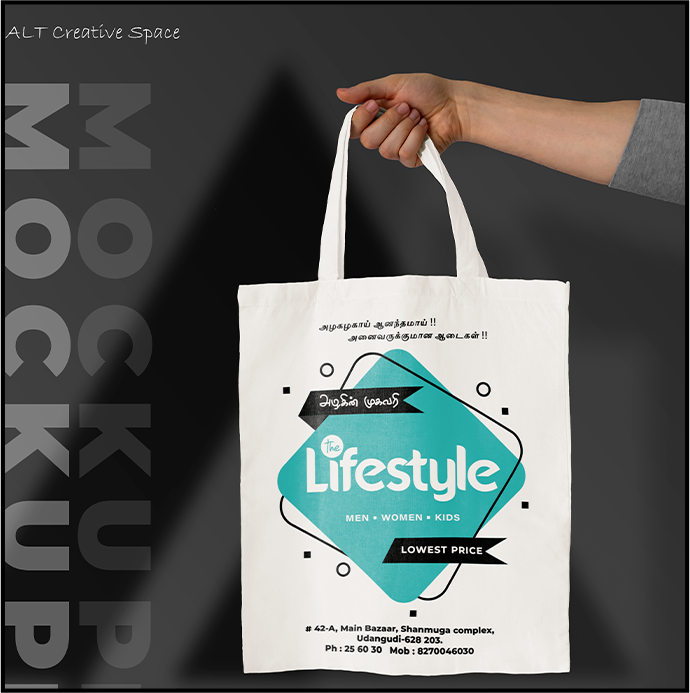 ALT Creative Space
MOCKUP
MOCKUP
அழகழகாய் ஆனந்தமாய் !!
அனைவருக்குமான ஆடைகள் !!
அழகின் முகவரி
The
Lifestyle
MEN • WOMEN • KIDS
LOWEST PRICE
# 42-A, Main Bazaar, Shanmuga complex,
Udangudi-628 203.
Ph : 25 60 30 Mob : 8270046030